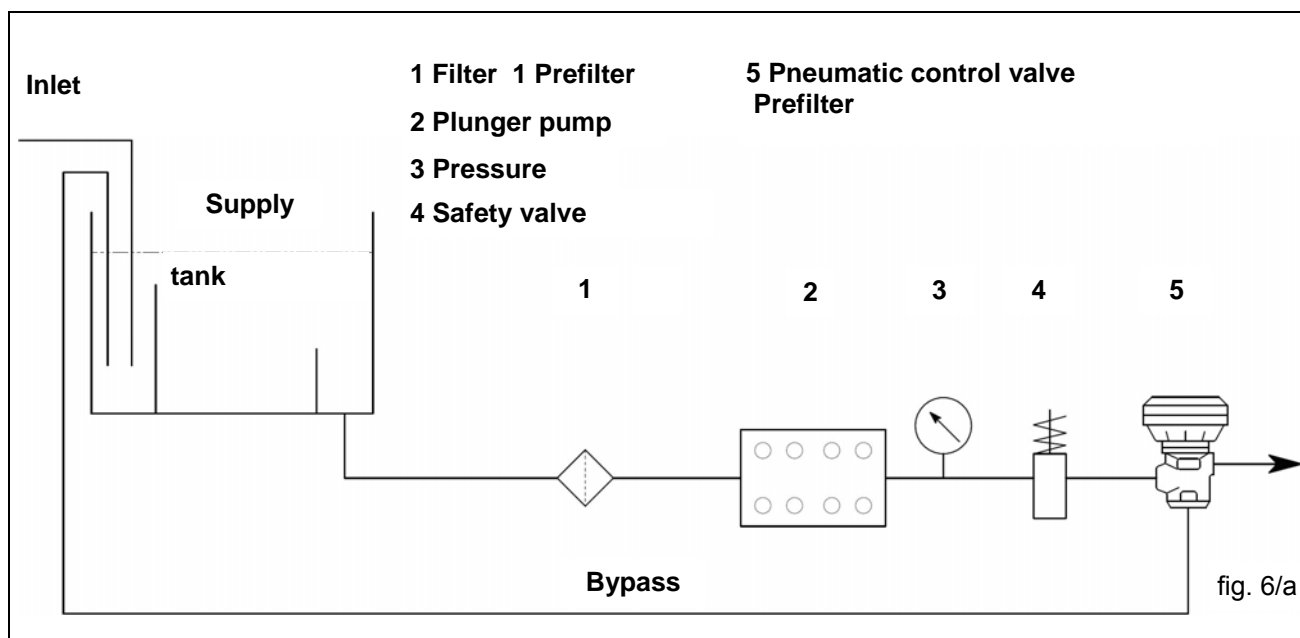 Inlet
1 Filter 1 Prefilter
2 Plunger pump
3 Pressure
4 Safety valve
5 Pneumatic control valve
Prefilter
Supply
tank
1
2
3
4
5
Bypass
fig. 6/a